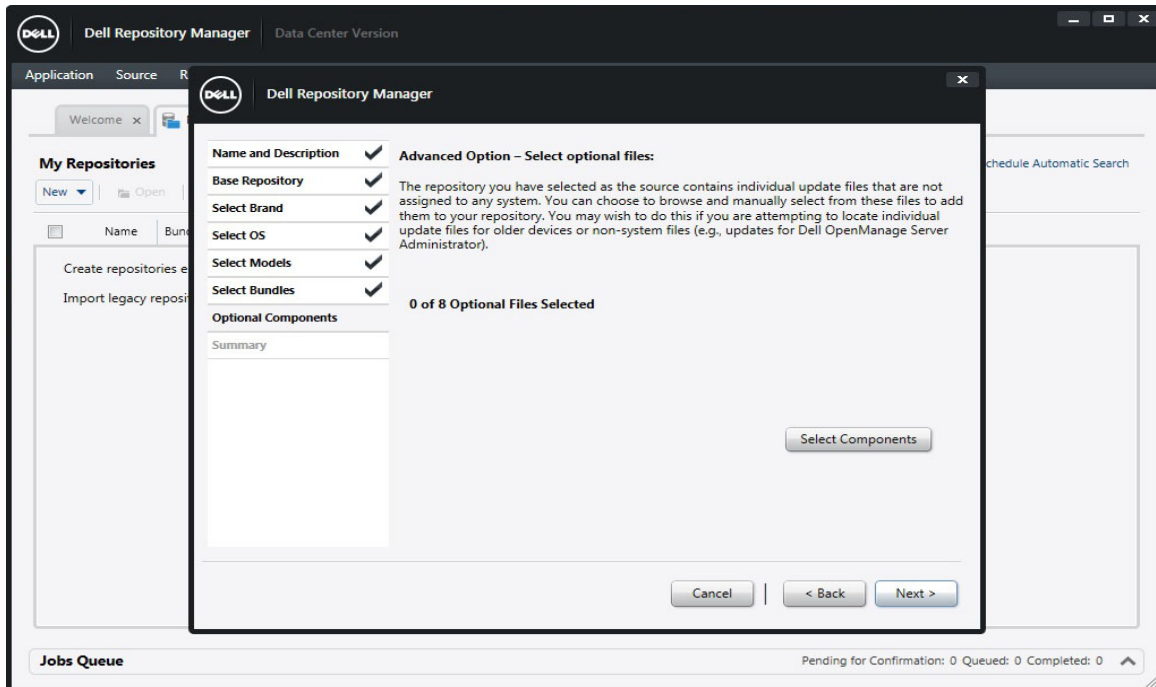 DELL
Dell Repository Manager
Data Center Version
Application Source R
DELL
Dell Repository Manager
Welcome x
My Repositories
chedule Automatic Search
New
Open
Name
Bund
Create repositories e
Import legacy reposit
Name and Description
Base Repository
Select Brand
Select OS
Select Models
Select Bundles
Optional Components
Summary
Advanced Option – Select optional files:
The repository you have selected as the source contains individual update files that are not
assigned to any system. You can choose to browse and manually select from these files to add
them to your repository. You may wish to do this if you are attempting to locate individual
update files for older devices or non-system files (e.g., updates for Dell OpenManage Server
Administrator).
0 of 8 Optional Files Selected
Select Components
Cancel
< Back
Next >
Jobs Queue
Pending for Confirmation: 0 Queued: 0 Completed: 0